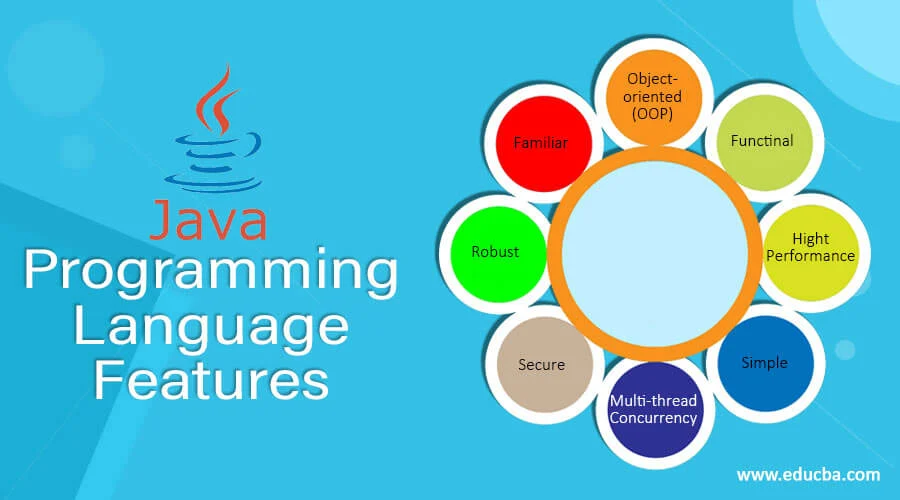 Java
Programming
Language
Features
Object-
oriented
(OOP)
Functinal
Hight
Performance
Simple
Multi-thread
Concurrency
Secure
Robust
Familiar
www.educba.com